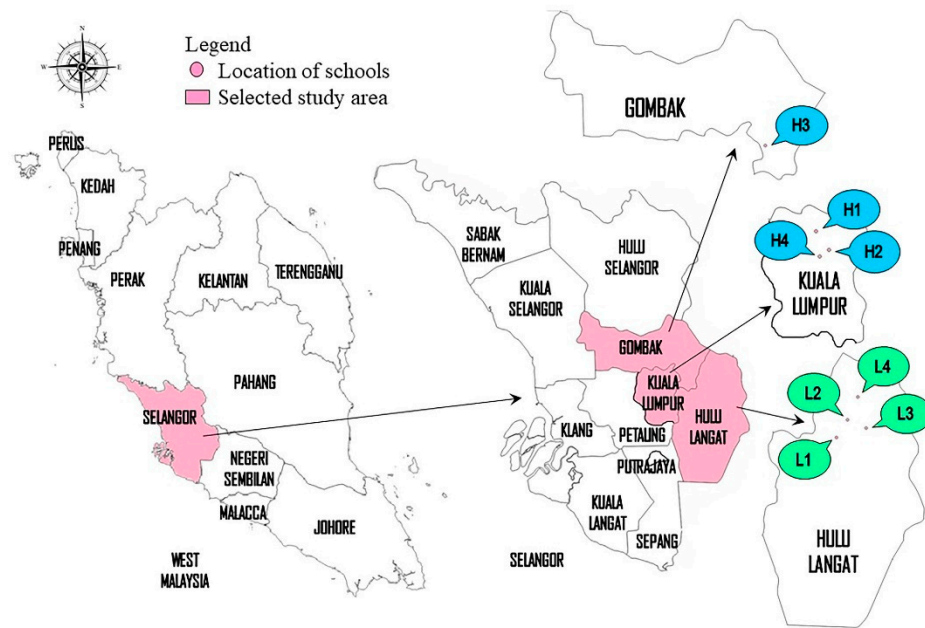 N
W
E
S
Legend
Location of schools
Selected study area
PERLIS
KEDAH
PENANG
PERAK
KELANTAN
TERENGGANU
PAHANG
SELANGOR
NEGERI
SEMBILAN
MALACCA
JOHORE
WEST
MALAYSIA
SABAK
BERNAM
HULU
SELANGOR
KUALA
SELANGOR
GOMBAK
KUALA
LUMPUR
HULU
LANGAT
KLANG
PETALING
PUTRAJAYA
KUALA
LANGAT
SEPANG
SELANGOR
GOMBAK
H3
H1
H4
H2
KUALA
LUMPUR
L4
L2
L3
L1
HULU
LANGAT